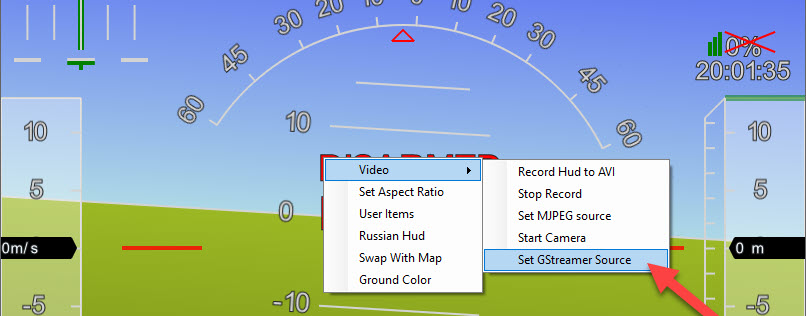 20 10 0 10 20
30 30
45 45
60 60
0%
20:01:35
10 10 10
5 5
0 0
0m/s 0 m
-5 -5
-10
DISARMED
Video
Set Aspect Ratio
User Items
Russian Hud
Swap With Map
Ground Color
Record Hud to AVI
Stop Record
Set MJPEG source
Start Camera
Set GStreamer Source